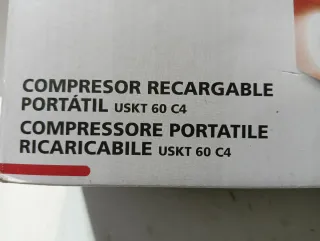 COMPRESOR RECARGABLE
PORTÁTIL USKT 60 C4
COMPRESSORE PORTATILE
RICARICABILE USKT 60 C4